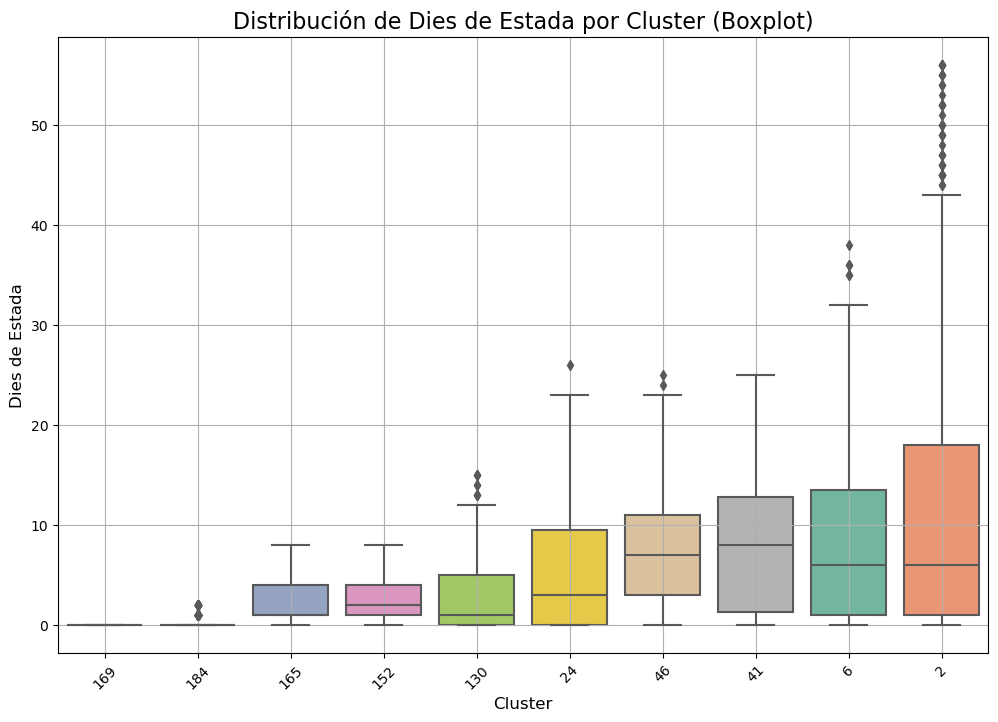 Distribución de Dies de Estada por Cluster (Boxplot)
Dies de Estada
50
40
30
20
10
0
169 184 165 152 130 24 46 41 6 2
Cluster